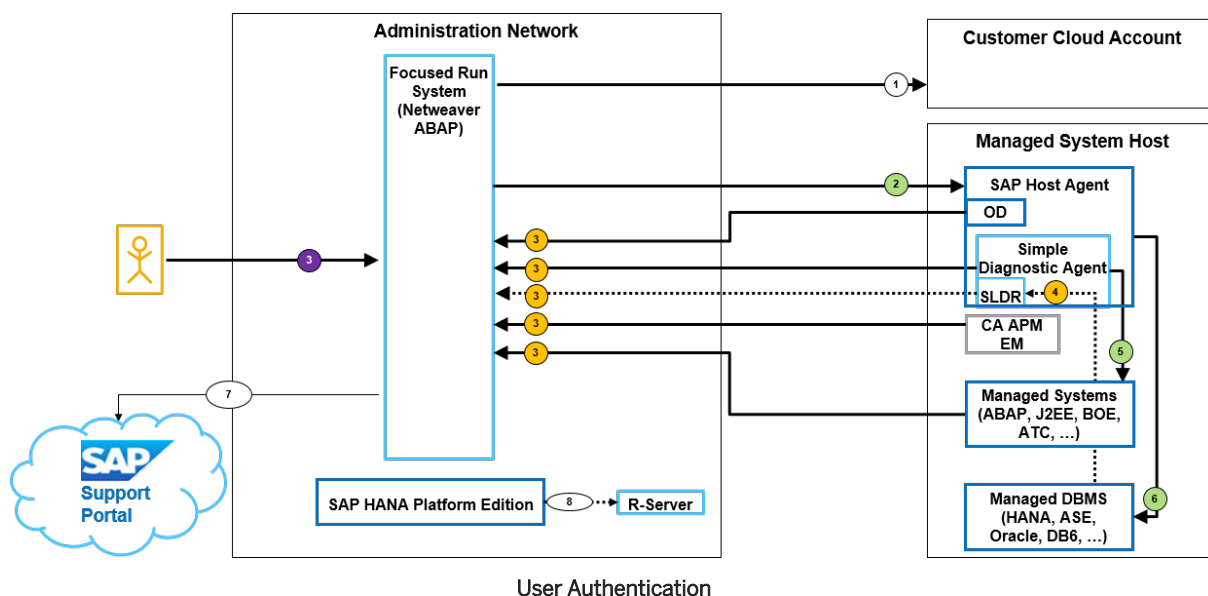 Administration Network
Customer Cloud Account
Focused Run
System
(Netweaver
ABAP)
1
Managed System Host
2
SAP Host Agent
OD
3
3
Simple
Diagnostic Agent
3
3
SLDR
4
3
CA APM
EM
3
5
7
Managed Systems
(ABAP, J2EE, BOE,
ATC, ...)
SAP
Support
Portal
SAP HANA Platform Edition
8
R-Server
Managed DBMS
(HANA, ASE,
Oracle, DB6, ...)
6
User Authentication